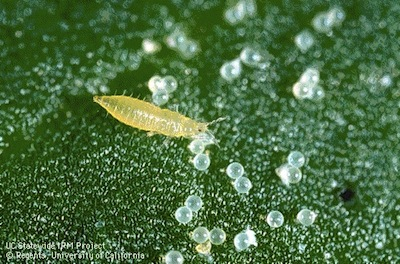 UC Statewide IPM Project
© Regents, University of California